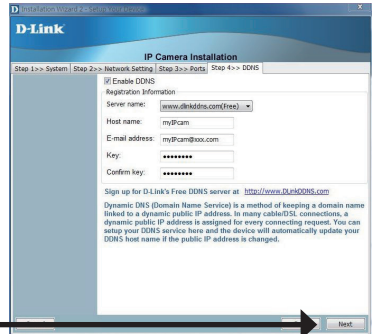 D-Link
IP Camera Installation
Step 1>> System Step 2>> Network Setting Step 3>> Ports Step 4>> DDNS
Enable DDNS
Registration Information
Server name: www.dlinkddns.com(Free)
Host name: myIPcam
E-mail address: myIPcam@xxx.com
Key: ●●●●●●●●
Confirm key: ●●●●●●●●
Sign up for D-Link's Free DDNS server at http://www.DLinkDDNS.com
Dynamic DNS (Domain Name Service) is a method of keeping a domain name
linked to a dynamic public IP address. In many cable/DSL connections, a
dynamic public IP address is assigned for every connecting request. You can
setup your DDNS service here and the device will automatically update your
DDNS host name if the public IP address is changed.
Next